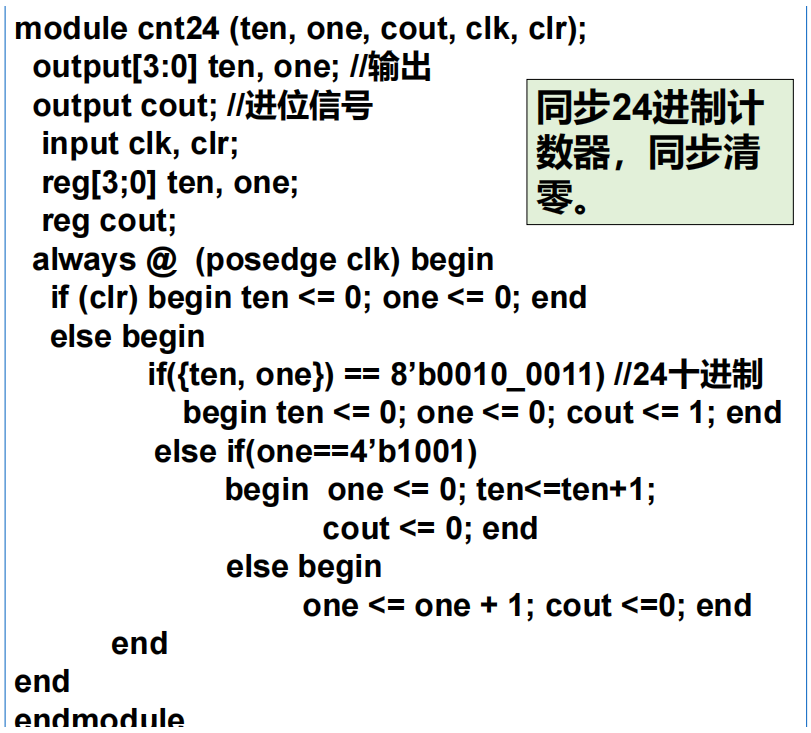 module cnt24 (ten, one, cout, clk, clr);
output[3:0] ten, one; //输出
output cout; //进位信号
input clk, clr;
reg[3;0] ten, one;
reg cout;
always @ (posedge clk) begin
if (clr) begin ten <= 0; one <= 0; end
else begin
if({ten, one}) == 8’b0010_0011) //24十进制
begin ten <= 0; one <= 0; cout <= 1; end
else if(one==4’b1001)
begin one <= 0; ten<=ten+1;
cout <= 0; end
else begin
one <= one + 1; cout <=0; end
end
end
endmodule
同步24进制计
数器，同步清
零。